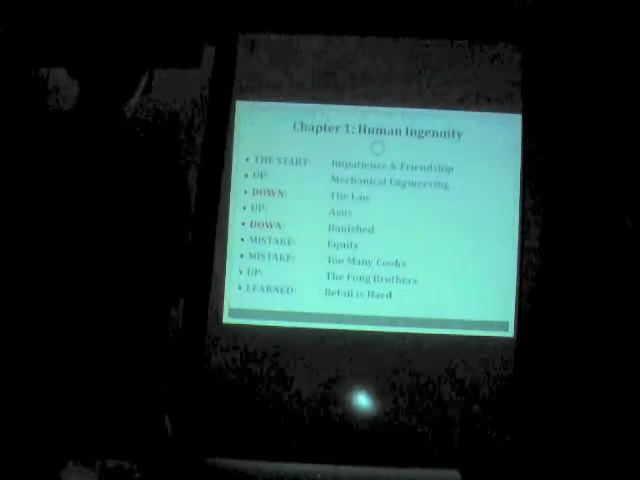 Chapter 1: Human Ingenuity
• THE START: Impatience & Friendship
• UP: Mechanical Engineering
• DOWN: The Law
• UP: Asus
• DOWN: Banished
• MISTAKE: Equity
• MISTAKE: Too Many Cooks
• UP: The Fong Brothers
• LEARNED: Retail is Hard